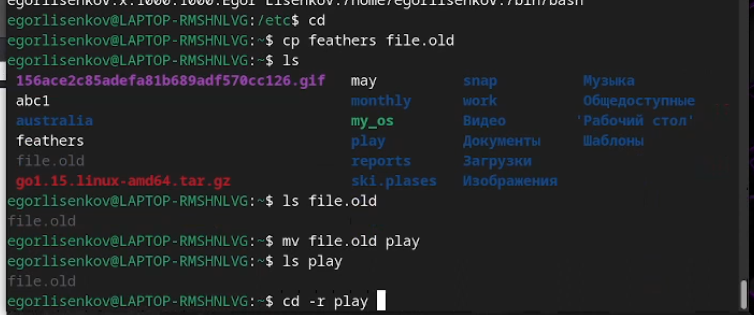 egorlisenkov:x:1000:1000:Egor Lisenkov:/home/egorlisenkov:/bin/bash
egorlisenkov@LAPTOP-RMSHNLVG:/etc$ cd
egorlisenkov@LAPTOP-RMSHNLVG:~$ cp feathers file.old
egorlisenkov@LAPTOP-RMSHNLVG:~$ ls
156ace2c85adefa81b689adf570cc126.gif may snap Музыка
abc1 monthly work Общедоступные
australia my_os Видео 'Рабочий стол'
feathers play Документы Шаблоны
file.old reports Загрузки
go1.15.linux-amd64.tar.gz ski.plases Изображения
egorlisenkov@LAPTOP-RMSHNLVG:~$ ls file.old
file.old
egorlisenkov@LAPTOP-RMSHNLVG:~$ mv file.old play
egorlisenkov@LAPTOP-RMSHNLVG:~$ ls play
file.old
egorlisenkov@LAPTOP-RMSHNLVG:~$ cd -r play